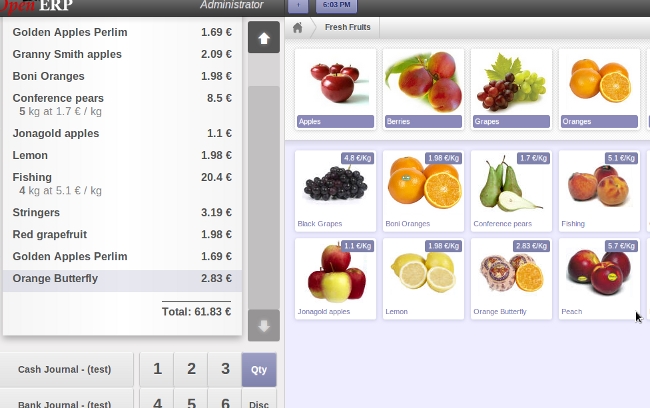 OpenERP
Administrator
6:03 PM
Golden Apples Perlim 1.69 €
Granny Smith apples 2.09 €
Boni Oranges 1.98 €
Conference pears 8.5 €
5 kg at 1.7 € / kg
Jonagold apples 1.1 €
Lemon 1.98 €
Fishing 20.4 €
4 kg at 5.1 € / kg
Stringers 3.19 €
Red grapefruit 1.98 €
Golden Apples Perlim 1.69 €
Orange Butterfly 2.83 €
Total: 61.83 €
Cash Journal - (test) 1 2 3 Qty
Bank Journal - (test) 4 5 6 Disc
Fresh Fruits
Apples Berries Grapes Oranges
4.8 €/Kg 1.98 €/Kg 1.7 €/Kg 5.1 €/Kg
Black Grapes Boni Oranges Conference pears Fishing
1.1 €/Kg 1.98 €/Kg 2.83 €/Kg 5.7 €/Kg
Jonagold apples Lemon Orange Butterfly Peach